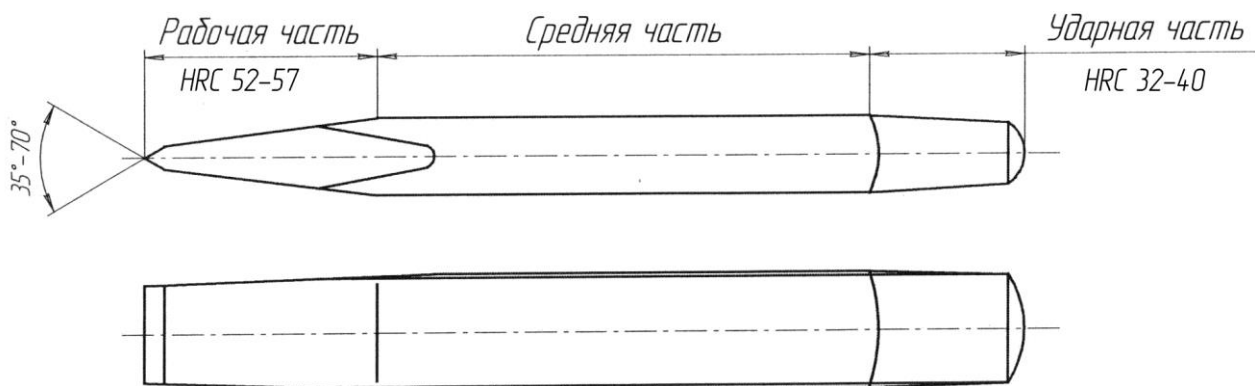 Рабочая часть
Средняя часть
Ударная часть
HRC 52-57
HRC 32-40
35°-70°